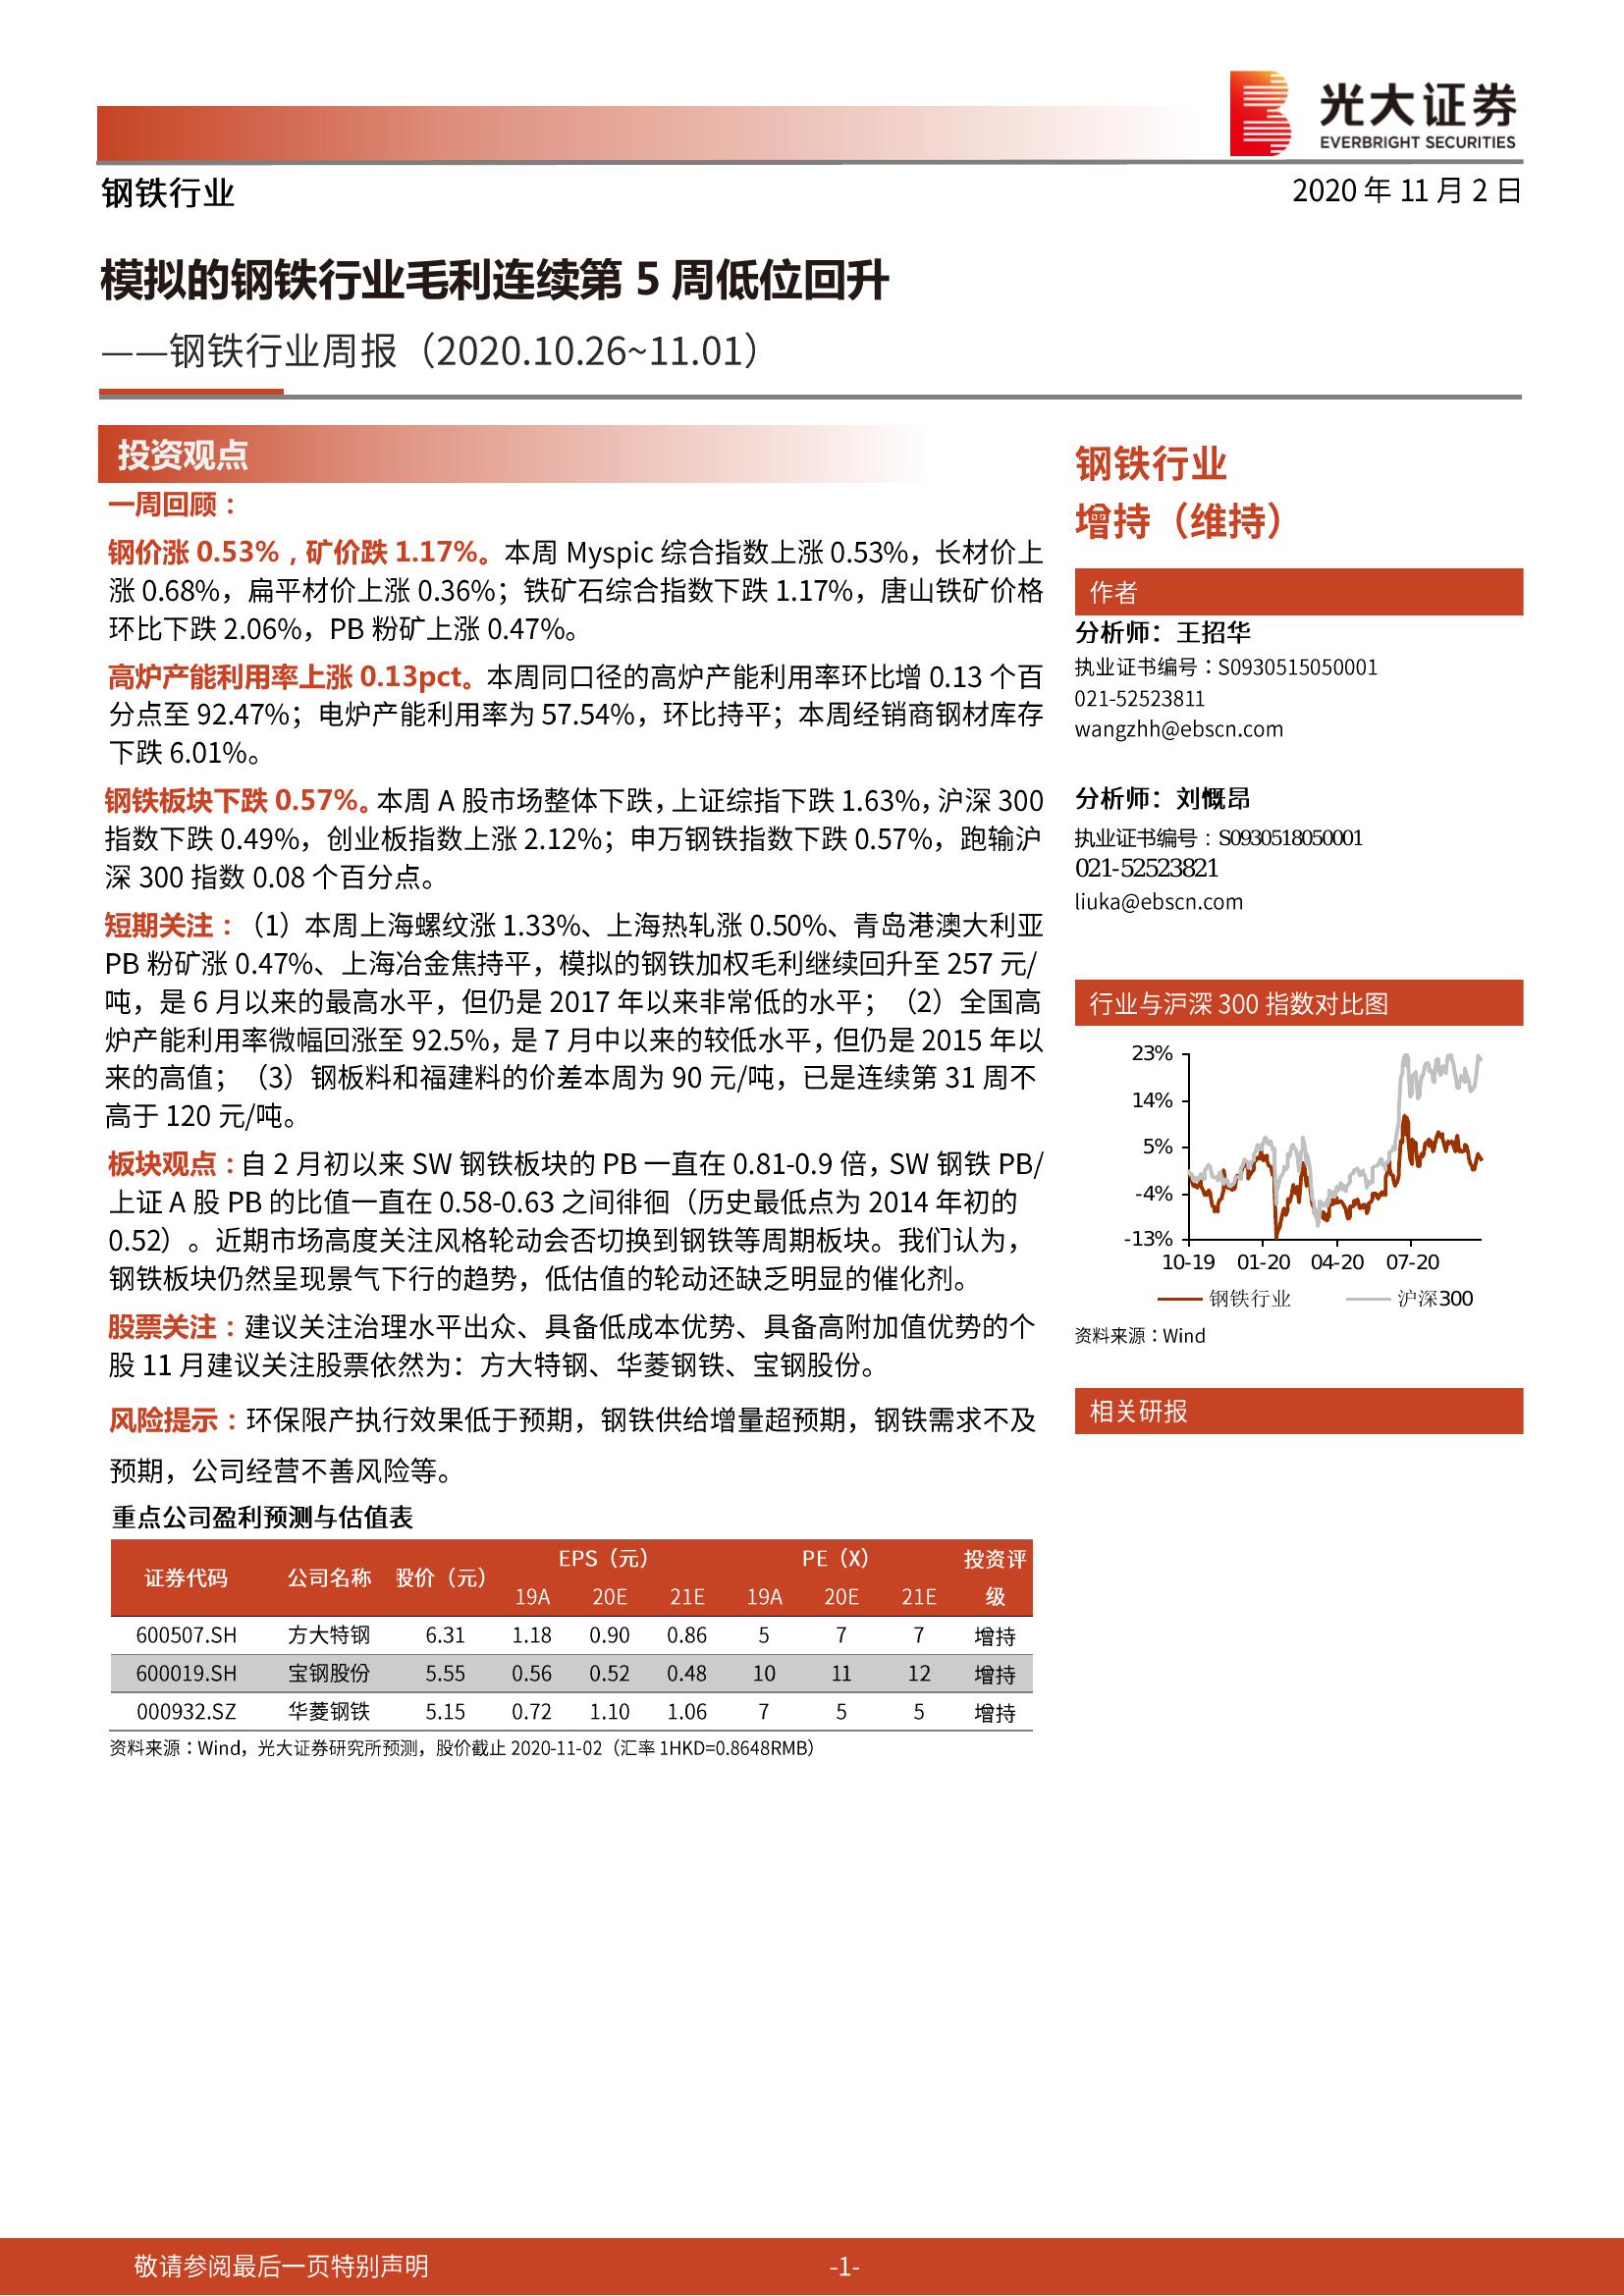 光大证券
EVERBRIGHT SECURITIES
钢铁行业
2020 年 11 月 2 日
模拟的钢铁行业毛利连续第 5 周低位回升
——钢铁行业周报（2020.10.26~11.01）
投资观点
一周回顾：
钢价涨 0.53%，矿价跌 1.17%。本周 Myspic 综合指数上涨 0.53%，长材价上
涨 0.68%，扁平材价上涨 0.36%；铁矿石综合指数下跌 1.17%，唐山铁矿价格
环比下跌 2.06%，PB 粉矿上涨 0.47%。
高炉产能利用率上涨 0.13pct。本周同口径的高炉产能利用率环比增 0.13 个百
分点至 92.47%；电炉产能利用率为 57.54%，环比持平；本周经销商钢材库存
下跌 6.01%。
钢铁板块下跌 0.57%。本周 A 股市场整体下跌，上证综指下跌 1.63%，沪深 300
指数下跌 0.49%，创业板指数上涨 2.12%；申万钢铁指数下跌 0.57%，跑输沪
深 300 指数 0.08 个百分点。
短期关注：（1）本周上海螺纹涨 1.33%、上海热轧涨 0.50%、青岛港澳大利亚
PB 粉矿涨 0.47%、上海冶金焦持平，模拟的钢铁加权毛利继续回升至 257 元/
吨，是 6 月以来的最高水平，但仍是 2017 年以来非常低的水平；（2）全国高
炉产能利用率微幅回涨至 92.5%，是 7 月中以来的较低水平，但仍是 2015 年以
来的高值；（3）钢板料和福建料的价差本周为 90 元/吨，已是连续第 31 周不
高于 120 元/吨。
板块观点：自 2 月初以来 SW 钢铁板块的 PB 一直在 0.81-0.9 倍，SW 钢铁 PB/
上证 A 股 PB 的比值一直在 0.58-0.63 之间徘徊（历史最低点为 2014 年初的
0.52）。近期市场高度关注风格轮动会否切换到钢铁等周期板块。我们认为，
钢铁板块仍然呈现景气下行的趋势，低估值的轮动还缺乏明显的催化剂。
股票关注：建议关注治理水平出众、具备低成本优势、具备高附加值优势的个
股 11 月建议关注股票依然为：方大特钢、华菱钢铁、宝钢股份。
风险提示：环保限产执行效果低于预期，钢铁供给增量超预期，钢铁需求不及
预期，公司经营不善风险等。
重点公司盈利预测与估值表
证券代码 公司名称 股价（元） EPS（元） PE（X） 投资评级
19A 20E 21E 19A 20E 21E
600507.SH 方大特钢 6.31 1.18 0.90 0.86 5 7 7 增持
600019.SH 宝钢股份 5.55 0.56 0.52 0.48 10 11 12 增持
000932.SZ 华菱钢铁 5.15 0.72 1.10 1.06 7 5 5 增持
资料来源：Wind，光大证券研究所预测，股价截止 2020-11-02（汇率 1HKD=0.8648RMB）
钢铁行业
增持（维持）
作者
分析师：王招华
执业证书编号：S0930515050001
021-52523811
wangzhh@ebscn.com
分析师：刘慨昂
执业证书编号：S0930518050001
021-52523821
liuka@ebscn.com
行业与沪深 300 指数对比图
23%
14%
5%
-4%
-13%
10-19 01-20 04-20 07-20
钢铁行业 沪深300
资料来源：Wind
相关研报
敬请参阅最后一页特别声明
-1-